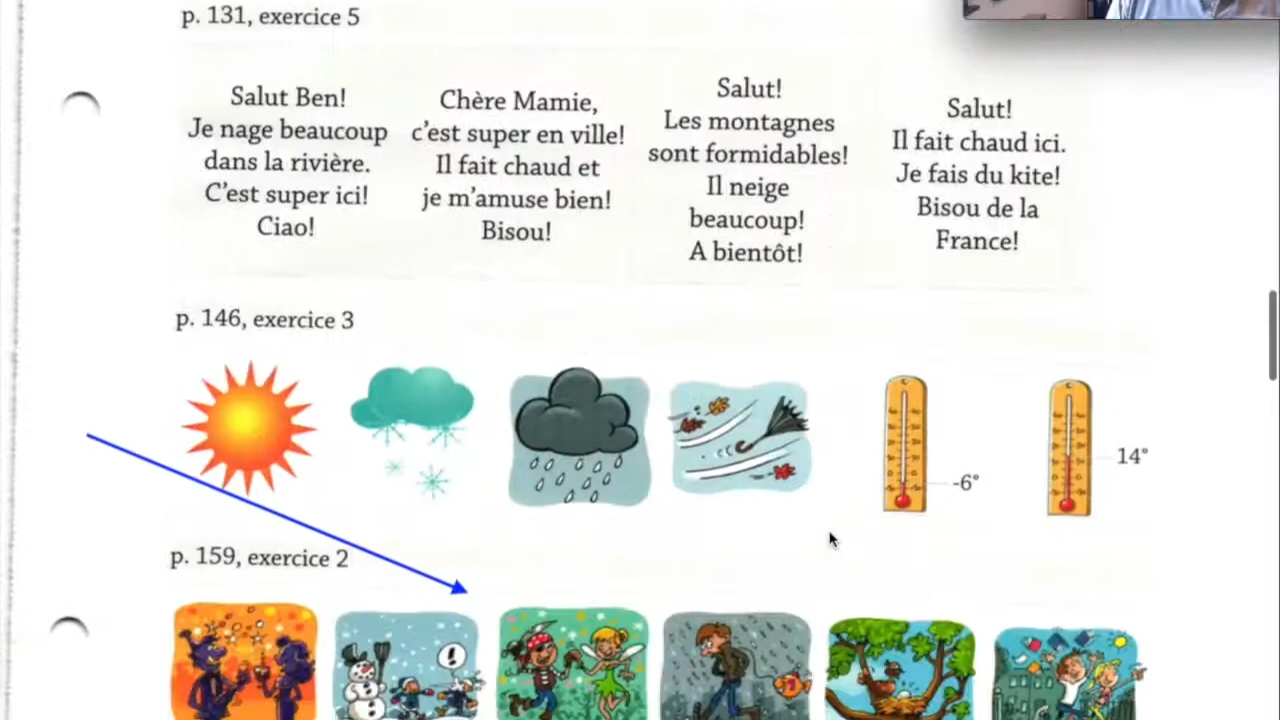 p. 131, exercice 5
Salut Ben!
Je nage beaucoup
dans la rivière.
C'est super ici!
Ciao!
Chère Mamie,
c'est super en ville!
Il fait chaud et
je m'amuse bien!
Bisou!
Salut!
Les montagnes
sont formidables!
Il neige
beaucoup!
A bientôt!
Salut!
Il fait chaud ici.
Je fais du kite!
Bisou de la
France!
p. 146, exercice 3
-6°
14°
p. 159, exercice 2
!